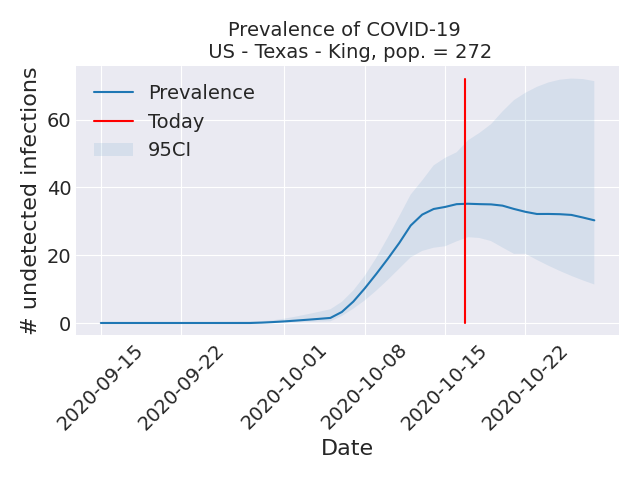 Prevalence of COVID-19
US - Texas - King, pop. = 272
# undetected infections
60
40
20
0
Prevalence
Today
95CI
2020-09-15
2020-09-22
2020-10-01
2020-10-08
2020-10-15
2020-10-22
Date